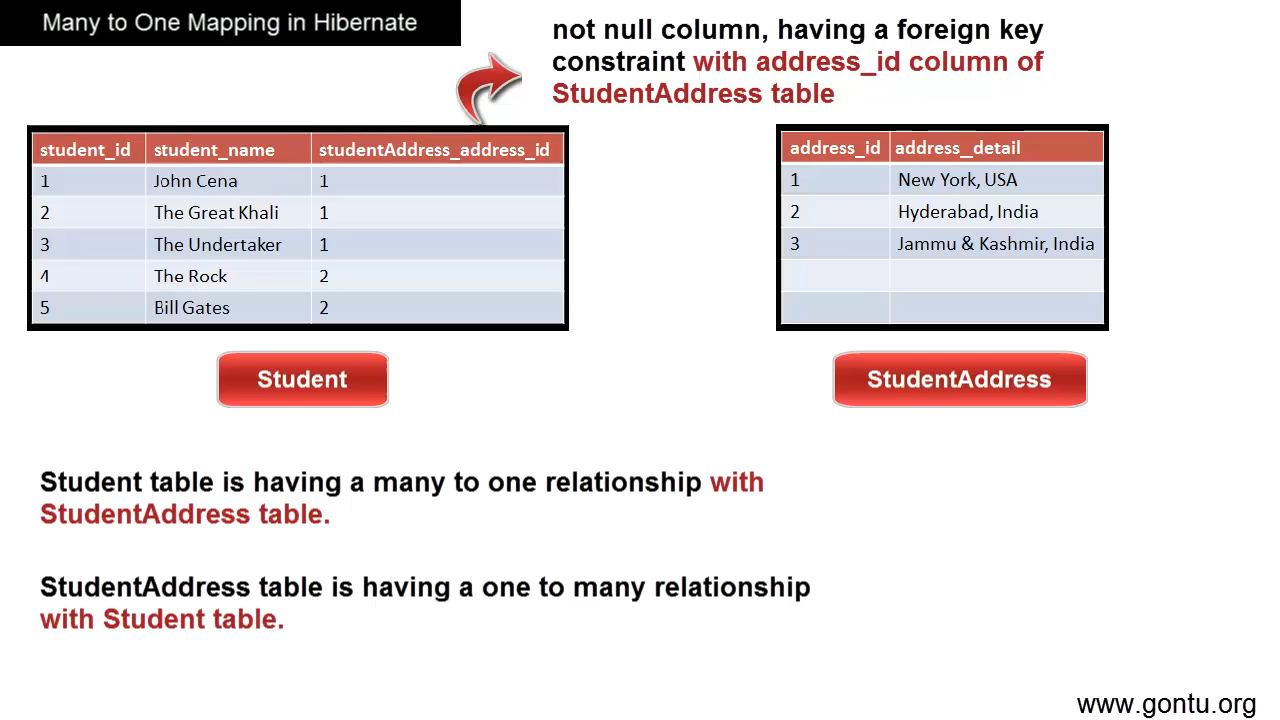 Many to One Mapping in Hibernate
not null column, having a foreign key
constraint with address_id column of
StudentAddress table
student_id student_name studentAddress_address_id
1 John Cena 1
2 The Great Khali 1
3 The Undertaker 1
4 The Rock 2
5 Bill Gates 2
Student
address_id address_detail
1 New York, USA
2 Hyderabad, India
3 Jammu & Kashmir, India
StudentAddress
Student table is having a many to one relationship with
StudentAddress table.
StudentAddress table is having a one to many relationship
with Student table.
www.gontu.org